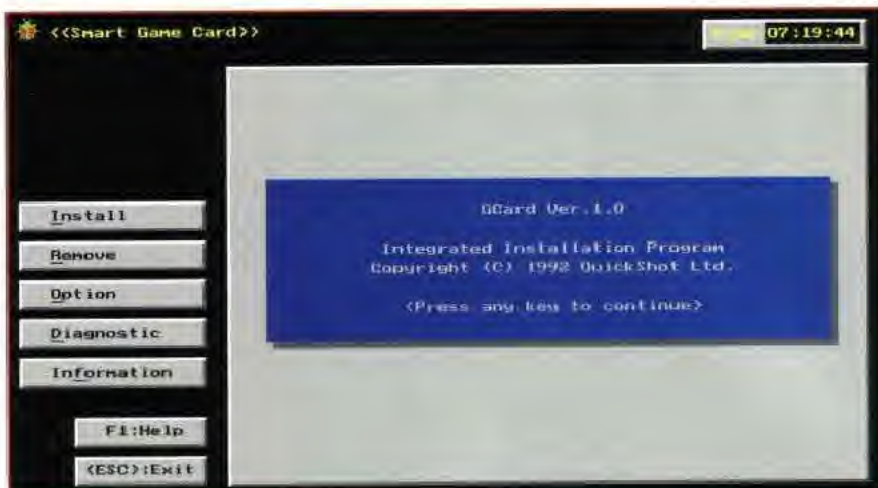 <<Smart Game Card>>
07:19:44
Install
Remove
Option
Diagnostic
Information
F1:Help
<ESC>:Exit
GCard Ver.1.0
Integrated Installation Program
Copyright (C) 1992 QuickShot Ltd.
<Press any key to continue>